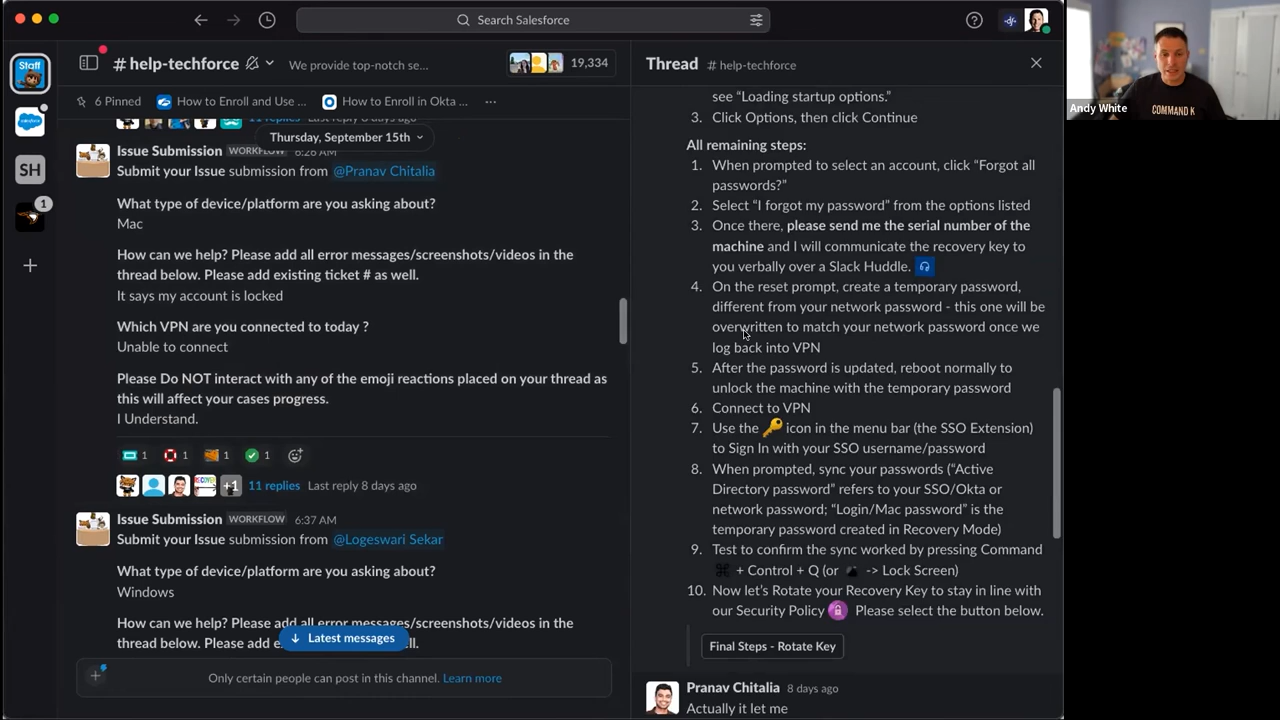 Search Salesforce
Staff
SH
1
# help-techforce
We provide top-notch se...
19,334
6 Pinned
How to Enroll and Use ...
How to Enroll in Okta ...
...
Thursday, September 15th
Issue Submission WORKFLOW 6:26 AM
Submit your Issue submission from @Pranav Chitalia
What type of device/platform are you asking about?
Mac
How can we help? Please add all error messages/screenshots/videos in the
thread below. Please add existing ticket # as well.
It says my account is locked
Which VPN are you connected to today ?
Unable to connect
Please Do NOT interact with any of the emoji reactions placed on your thread as
this will affect your cases progress.
I Understand.
1 1 1 1
+1 11 replies Last reply 8 days ago
Issue Submission WORKFLOW 6:37 AM
Submit your Issue submission from @Logeswari Sekar
What type of device/platform are you asking about?
Windows
How can we help? Please add all error messages/screenshots/videos in the
thread below. Please add e
ll.
Latest messages
Only certain people can post in this channel. Learn more
Thread # help-techforce
see “Loading startup options.”
3. Click Options, then click Continue
All remaining steps:
1. When prompted to select an account, click “Forgot all
passwords?”
2. Select “I forgot my password” from the options listed
3. Once there, please send me the serial number of the
machine and I will communicate the recovery key to
you verbally over a Slack Huddle.
4. On the reset prompt, create a temporary password,
different from your network password - this one will be
overwritten to match your network password once we
log back into VPN
5. After the password is updated, reboot normally to
unlock the machine with the temporary password
6. Connect to VPN
7. Use the 🔑 icon in the menu bar (the SSO Extension)
to Sign In with your SSO username/password
8. When prompted, sync your passwords (“Active
Directory password” refers to your SSO/Okta or
network password; “Login/Mac password” is the
temporary password created in Recovery Mode)
9. Test to confirm the sync worked by pressing Command
⌘ + Control + Q (or -> Lock Screen)
10. Now let’s Rotate your Recovery Key to stay in line with
our Security Policy Please select the button below.
Final Steps - Rotate Key
Pranav Chitalia 8 days ago
Actually it let me
Andy White
COMMAND K